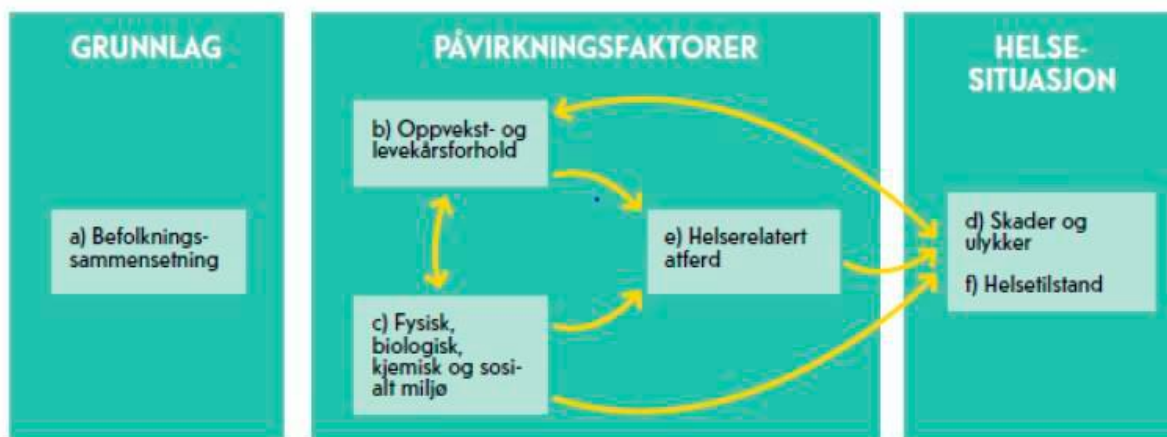 GRUNNLAG
a) Befolknings-
sammensetning
PÅVIRKNINGSFAKTORER
b) Oppvekst- og
levekårsforhold
c) Fysisk,
biologisk,
kjemisk og sosi-
alt miljø
e) Helserelatert
atferd
HELSE-
SITUASJON
d) Skader og
ulykker
f) Helsetilstand